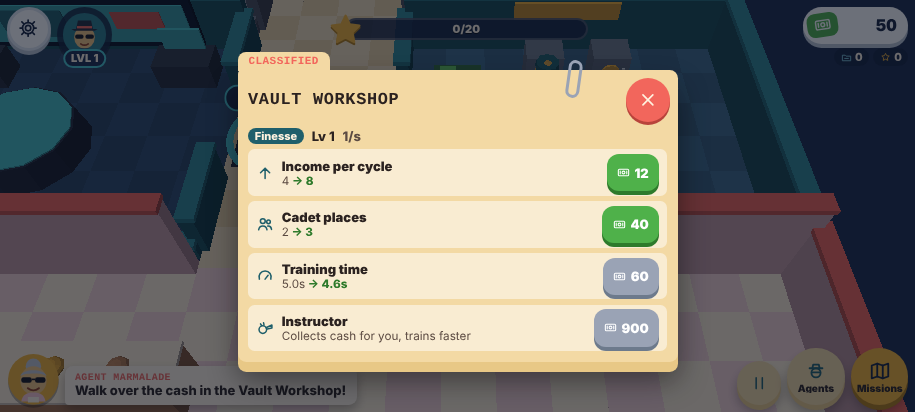 0/20
50
LVL 1
0
0
CLASSIFIED
VAULT WORKSHOP
Finesse Lv 1 1/s
Income per cycle
4 → 8
12
Cadet places
2 → 3
40
Training time
5.0s → 4.6s
60
Instructor
Collects cash for you, trains faster
900
AGENT MARMALADE
Walk over the cash in the Vault Workshop!
Agents
Missions